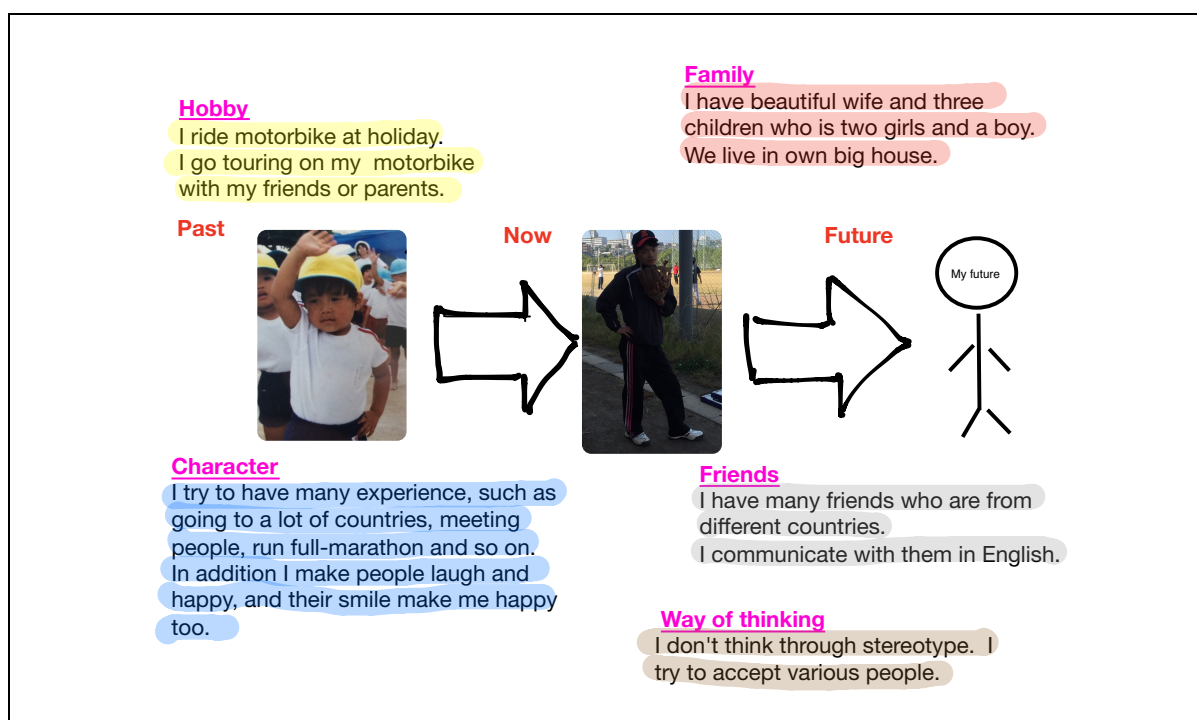 Hobby
I ride motorbike at holiday.
I go touring on my  motorbike
with my friends or parents.
Family
I have beautiful wife and three
children who is two girls and a boy.
We live in own big house.
Past
Now
Future
My future
Character
I try to have many experience, such as
going to a lot of countries, meeting
people, run full-marathon and so on.
In addition I make people laugh and
happy, and their smile make me happy
too.
Friends
I have many friends who are from
different countries.
I communicate with them in English.
Way of thinking
I don't think through stereotype.  I
try to accept various people.